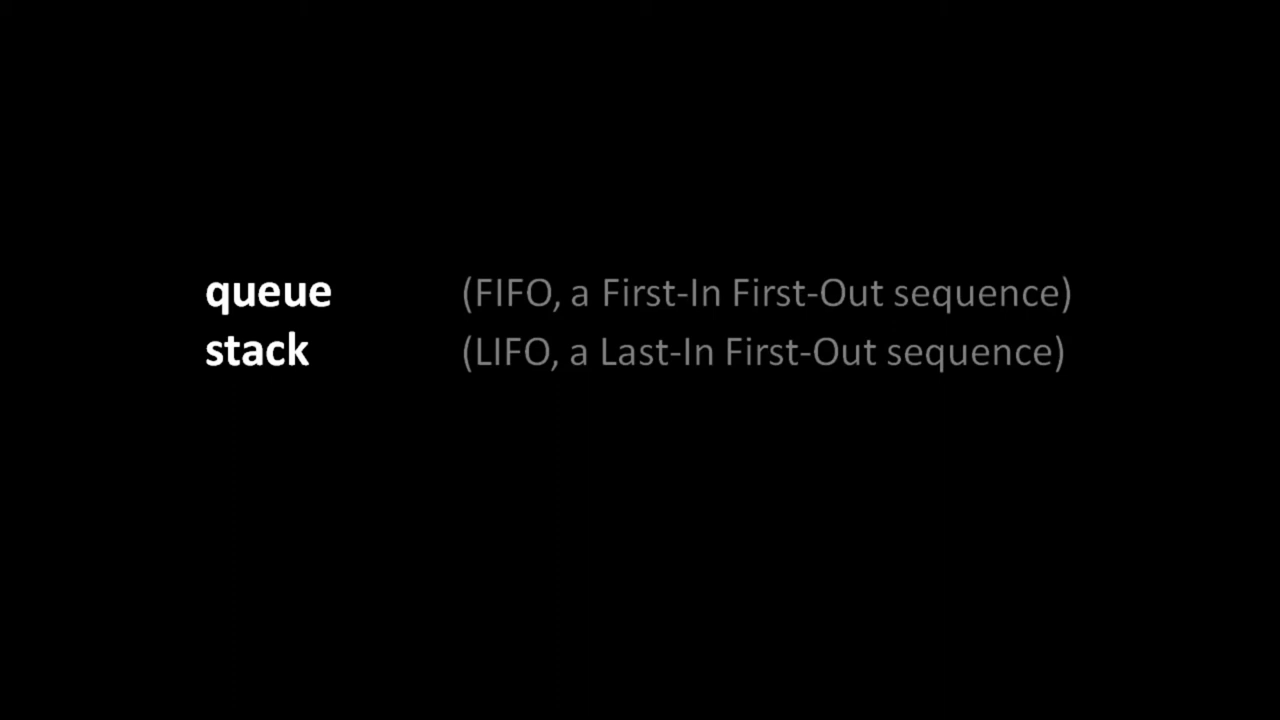 queue (FIFO, a First-In First-Out sequence)
stack (LIFO, a Last-In First-Out sequence)